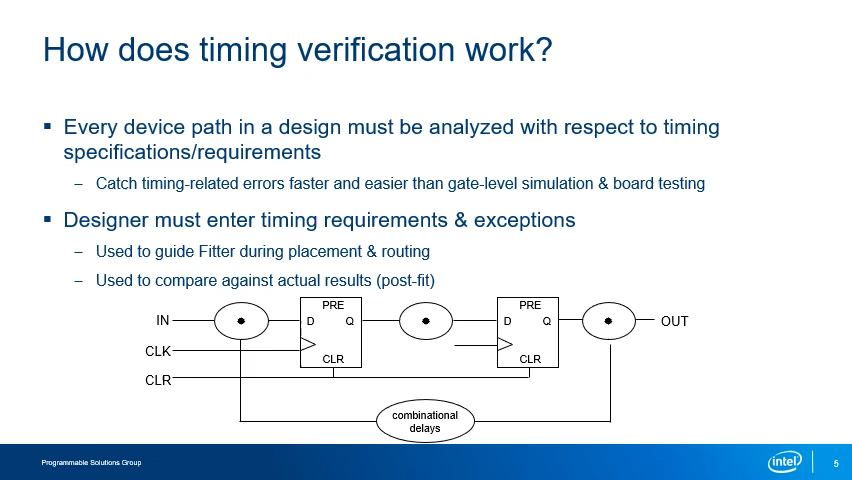 How does timing verification work?
▪ Every device path in a design must be analyzed with respect to timing
specifications/requirements
– Catch timing-related errors faster and easier than gate-level simulation & board testing
▪ Designer must enter timing requirements & exceptions
– Used to guide Fitter during placement & routing
– Used to compare against actual results (post-fit)
PRE PRE
IN D Q D Q OUT
CLK
CLR CLR
CLR
combinational
delays
Programmable Solutions Group intel 5